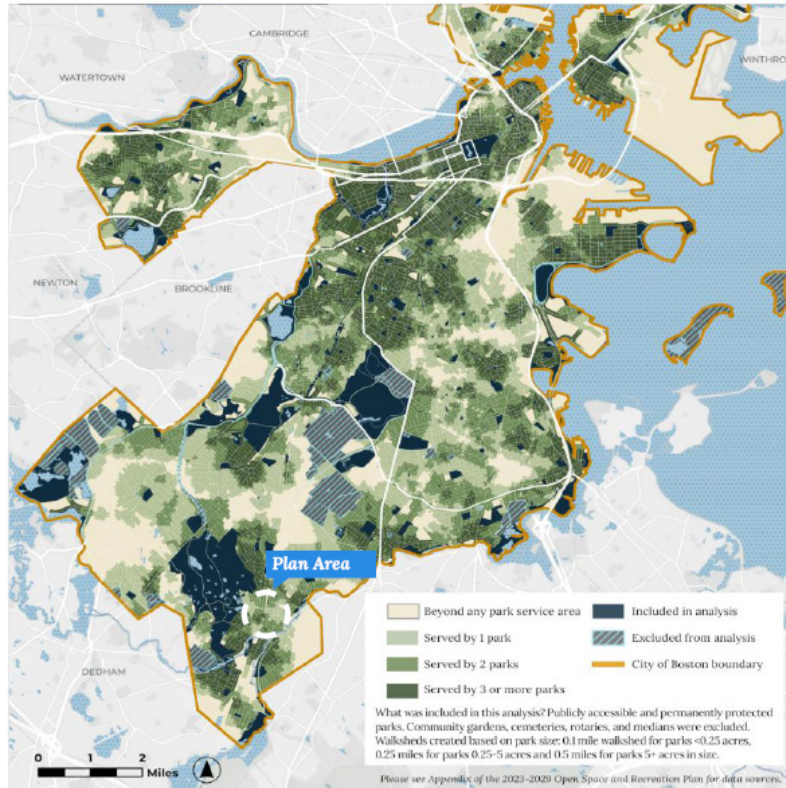 CAMBRIDGE
WATERTOWN
WINTHRO
NEWTON
BROOKLINE
Plan Area
DEDHAM
Beyond any park service area
Included in analysis
Served by 1 park
Excluded from analysis
Served by 2 parks
City of Boston boundary
Served by 3 or more parks
What was included in this analysis? Publicly accessible and permanently protected
parks. Community gardens, cemeteries, rotaries, and medians were excluded.
Walksheds created based on park size: 0.1 mile walkshed for parks <0.25 acres,
0.25 miles for parks 0.25-5 acres and 0.5 miles for parks 5+ acres in size.
0 1 2
Miles
Please see Appendix of the 2023-2029 Open Space and Recreation Plan for data sources.